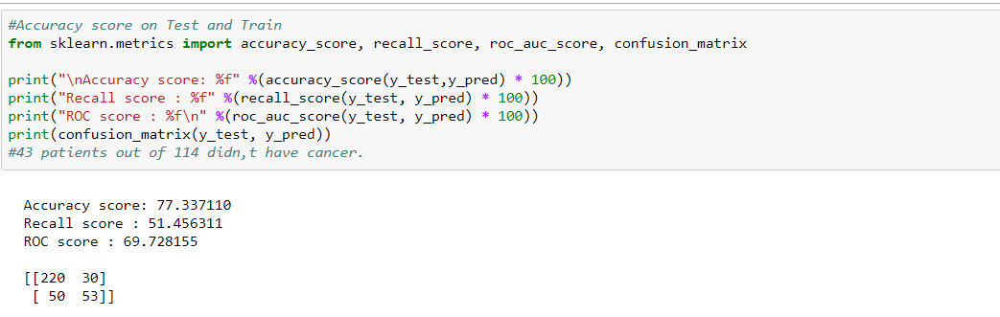 #Accuracy score on Test and Train
from sklearn.metrics import accuracy_score, recall_score, roc_auc_score, confusion_matrix
print("\nAccuracy score: %f" %(accuracy_score(y_test,y_pred) * 100))
print("Recall score : %f" %(recall_score(y_test, y_pred) * 100))
print("ROC score : %f\n" %(roc_auc_score(y_test, y_pred) * 100))
print(confusion_matrix(y_test, y_pred))
#43 patients out of 114 didn,t have cancer.
Accuracy score: 77.337110
Recall score : 51.456311
ROC score : 69.728155
[[220  30]
 [ 50  53]]